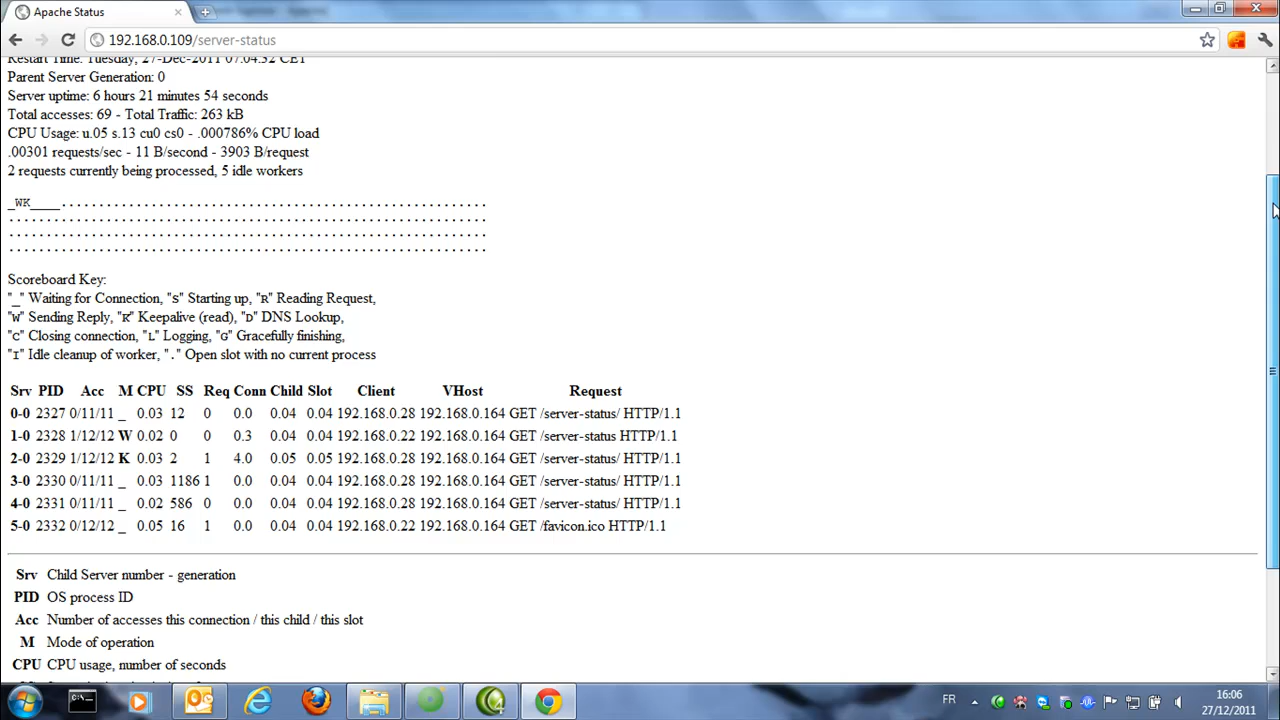 Apache Status
192.168.0.109/server-status
Restart Time: Tuesday, 27-Dec-2011 07:04:32 CET
Parent Server Generation: 0
Server uptime: 6 hours 21 minutes 54 seconds
Total accesses: 69 - Total Traffic: 263 kB
CPU Usage: u.05 s.13 cu0 cs0 - .000786% CPU load
.00301 requests/sec - 11 B/second - 3903 B/request
2 requests currently being processed, 5 idle workers
_WK____.........................................................
................................................................
................................................................
................................................................
Scoreboard Key:
"_" Waiting for Connection, "S" Starting up, "R" Reading Request,
"W" Sending Reply, "K" Keepalive (read), "D" DNS Lookup,
"C" Closing connection, "L" Logging, "G" Gracefully finishing,
"I" Idle cleanup of worker, "." Open slot with no current process
Srv PID Acc M CPU SS Req Conn Child Slot Client VHost Request
0-0 2327 0/11/11 _ 0.03 12 0 0.0 0.04 0.04 192.168.0.28 192.168.0.164 GET /server-status/ HTTP/1.1
1-0 2328 1/12/12 W 0.02 0 0 0.3 0.04 0.04 192.168.0.22 192.168.0.164 GET /server-status HTTP/1.1
2-0 2329 1/12/12 K 0.03 2 1 4.0 0.05 0.05 192.168.0.28 192.168.0.164 GET /server-status/ HTTP/1.1
3-0 2330 0/11/11 _ 0.03 1186 1 0.0 0.04 0.04 192.168.0.28 192.168.0.164 GET /server-status/ HTTP/1.1
4-0 2331 0/11/11 _ 0.02 586 0 0.0 0.04 0.04 192.168.0.28 192.168.0.164 GET /server-status/ HTTP/1.1
5-0 2332 0/12/12 _ 0.05 16 1 0.0 0.04 0.04 192.168.0.22 192.168.0.164 GET /favicon.ico HTTP/1.1
Srv Child Server number - generation
PID OS process ID
Acc Number of accesses this connection / this child / this slot
M Mode of operation
CPU CPU usage, number of seconds
FR
16:06
27/12/2011